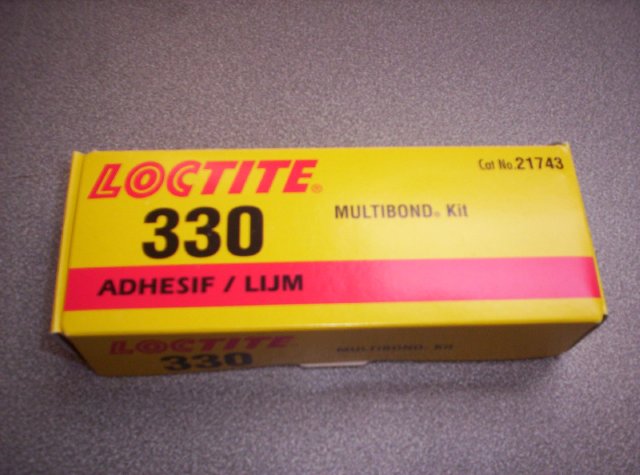 LOCTITE®
Cat No.21743
330
MULTIBOND® Kit
ADHESIF / LIJM
LOCTITE
330
MULTIBOND® Kit